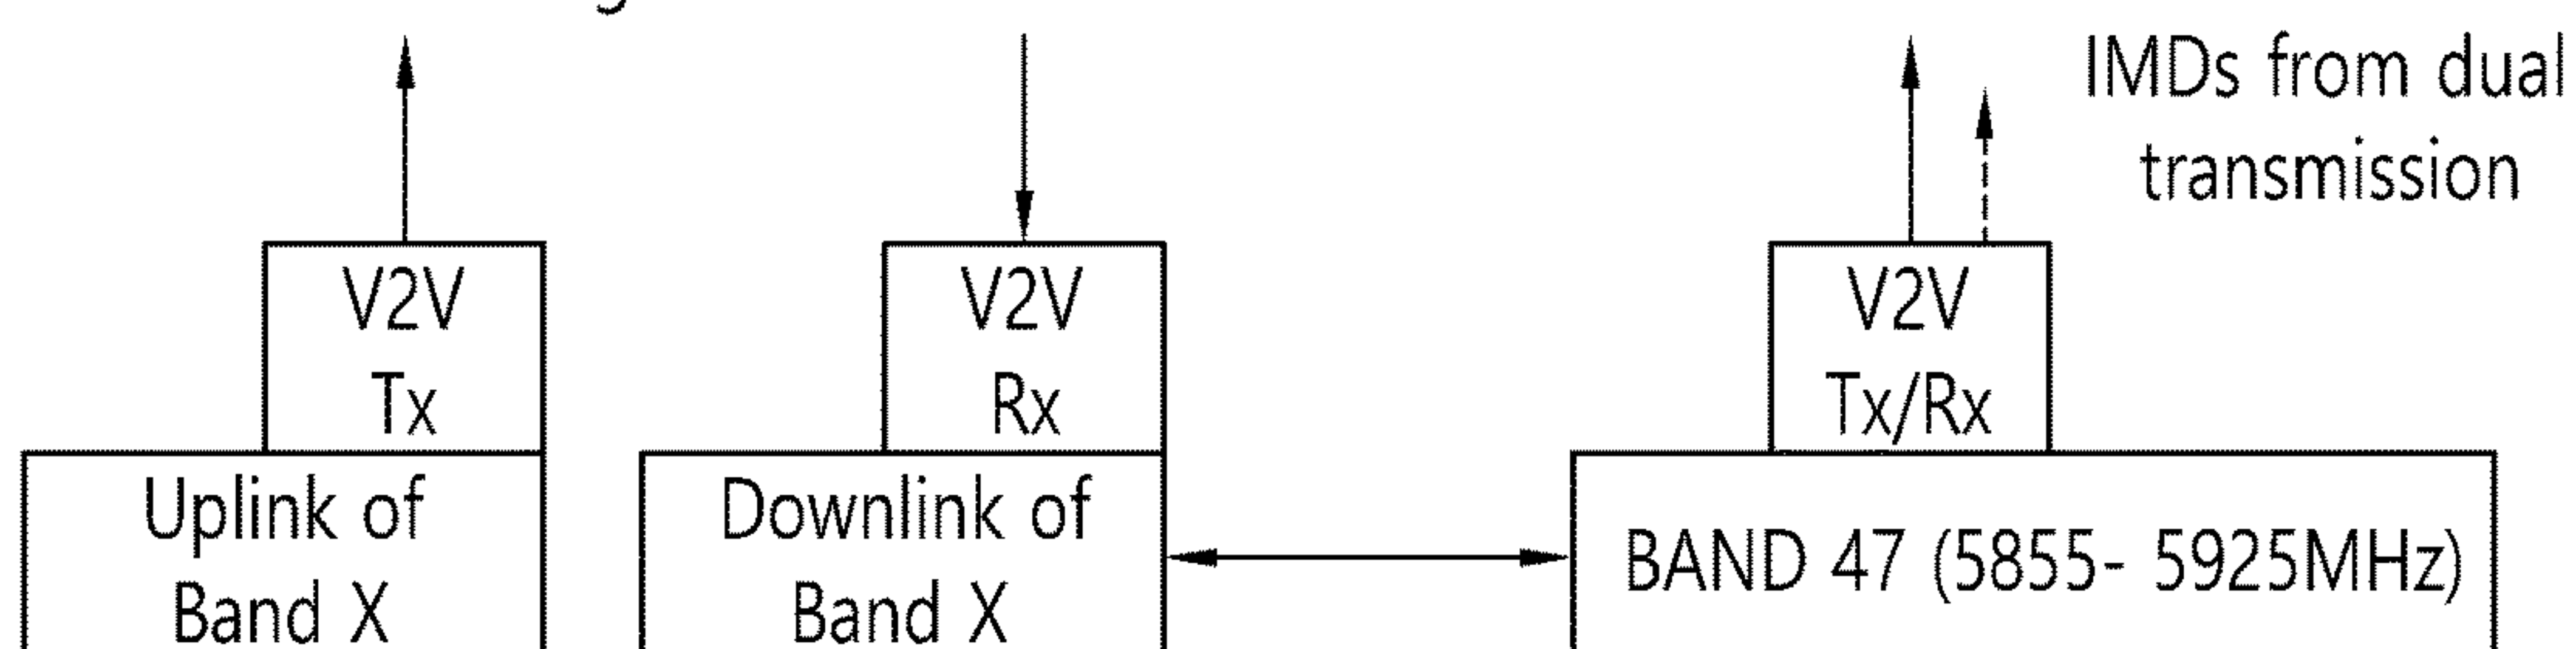 IMDs from dual
transmission
V2V
Tx
V2V
Rx
V2V
Tx/Rx
Uplink of
Band X
Downlink of
Band X
BAND 47 (5855- 5925MHz)